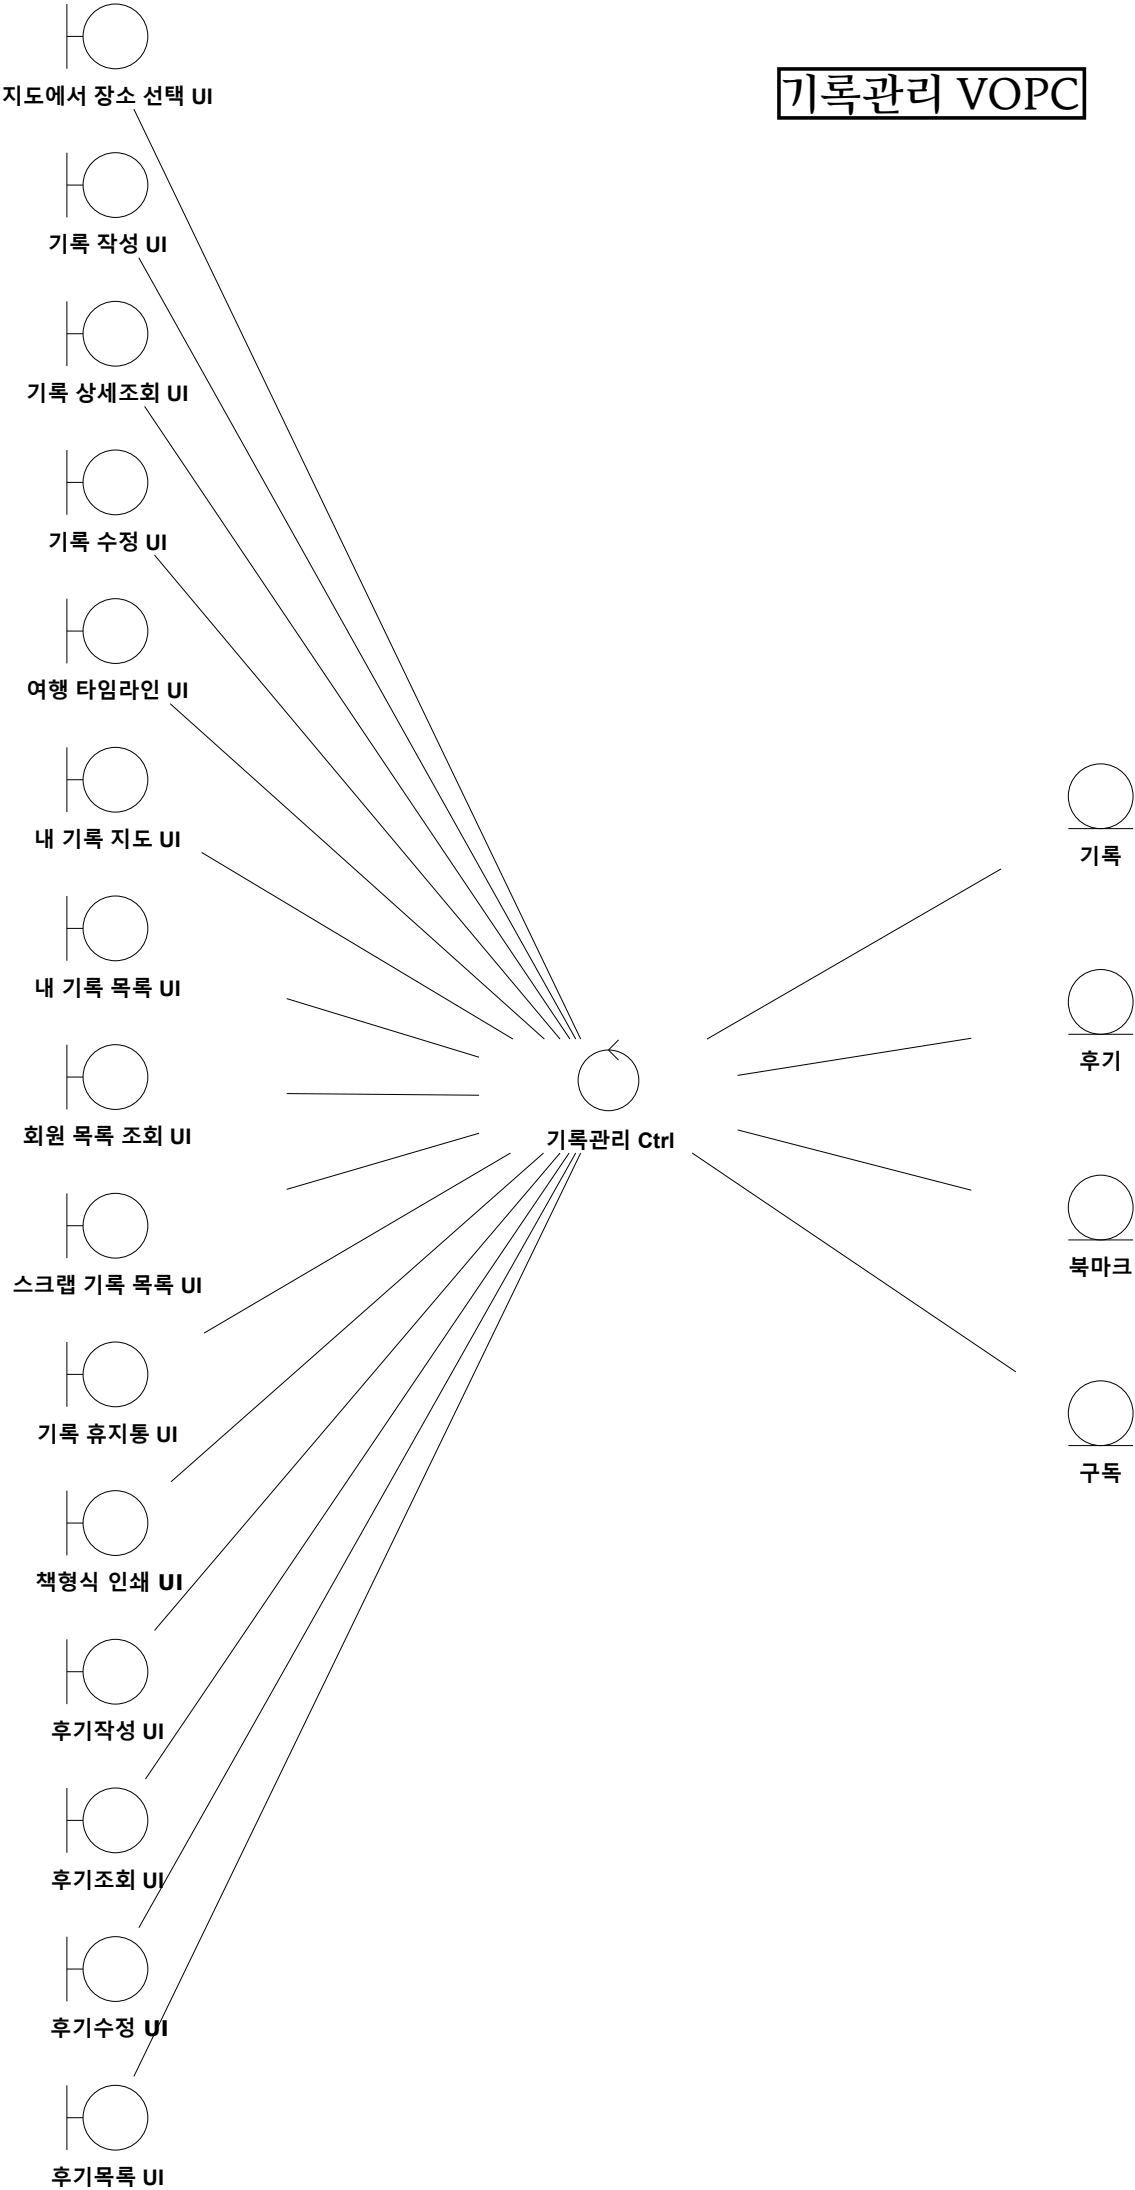 기록관리 VOPC
지도에서 장소 선택 UI
기록 작성 UI
기록 상세조회 UI
기록 수정 UI
여행 타임라인 UI
내 기록 지도 UI
내 기록 목록 UI
회원 목록 조회 UI
스크랩 기록 목록 UI
기록 휴지통 UI
책형식 인쇄 UI
후기작성 UI
후기조회 UI
후기수정 UI
후기목록 UI
기록관리 Ctrl
기록
후기
북마크
구독